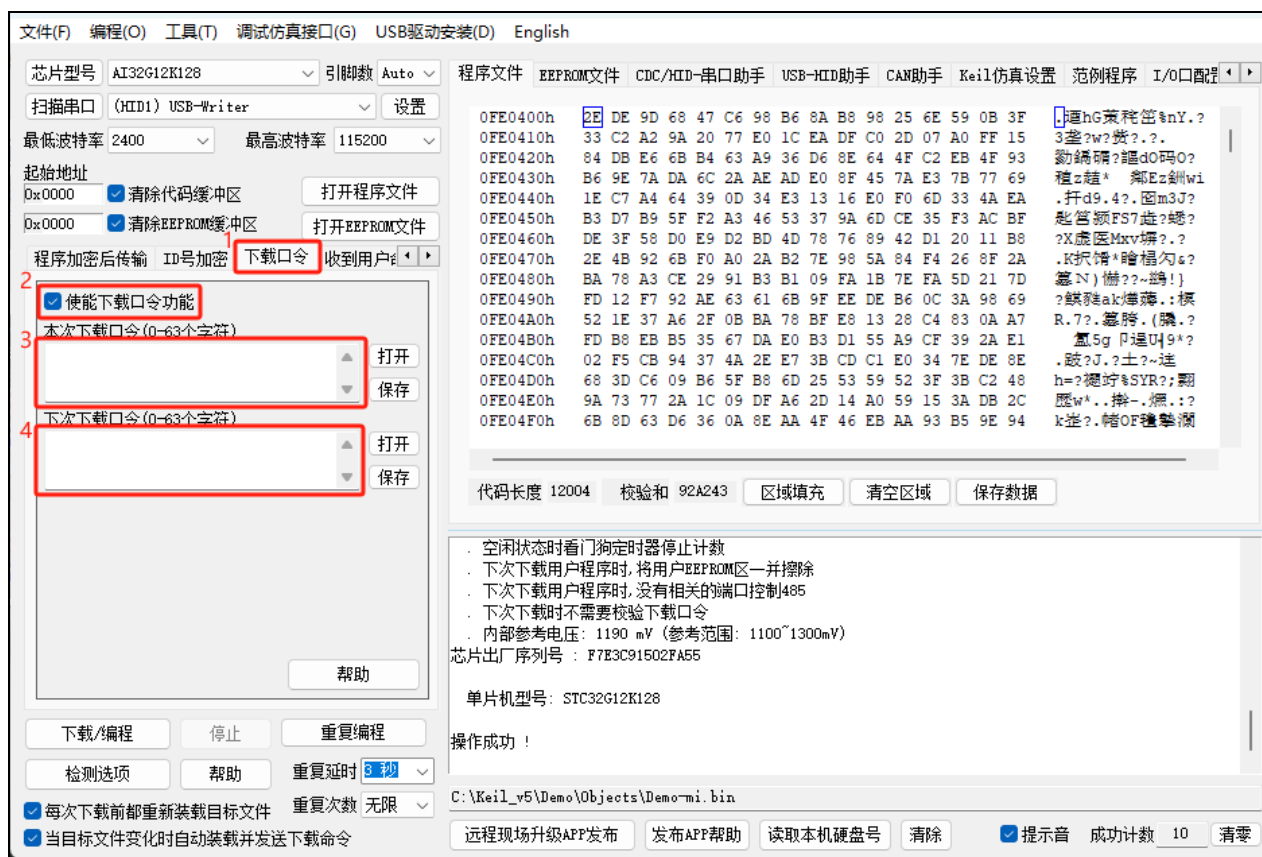 文件(F) 编程(O) 工具(T) 调试仿真接口(G) USB驱动安装(D) English
芯片型号 AI32G12K128 引脚数 Auto
扫描串口 (HID1) USB-Writer 设置
最低波特率 2400 最高波特率 115200
起始地址
0x0000 清除代码缓冲区 打开程序文件
0x0000 清除EEPROM缓冲区 打开EEPROM文件
1
程序加密后传输 ID号加密 下载口令 收到用户
2
使能下载口令功能
本次下载口令(0-63个字符)
3
打开
保存
下次下载口令(0-63个字符)
4
打开
保存
帮助
下载/编程 停止 重复编程
检测选项 帮助 重复延时 3 秒
每次下载前都重新装载目标文件 重复次数 无限
当目标文件变化时自动装载并发送下载命令
程序文件 EEPROM文件 CDC/HID-串口助手 USB-HID助手 CAN助手 Keil仿真设置 范例程序 I/O口配
0FE0400h 2E DE 9D 68 47 C6 98 B6 8A B8 98 25 6E 59 0B 3F
0FE0410h 33 C2 A2 9A 20 77 E0 1C EA DF C0 2D 07 A0 FF 15
0FE0420h 84 DB E6 6B B4 63 A9 36 D6 8E 64 4F C2 EB 4F 93
0FE0430h B6 9E 7A DA 6C 2A AE AD E0 8F 45 7A E3 7B 77 69
0FE0440h 1E C7 A4 64 39 0D 34 E3 13 16 E0 F0 6D 33 4A 0D
0FE0450h B3 D7 B9 5F F2 A3 46 53 37 9A 6D CE 35 F3 AC BF
0FE0460h DE 3F 58 D0 E9 D2 BD 4D 78 76 89 42 D1 20 11 B8
0FE0470h 2E 4B 92 6B F0 A0 2A B2 7E 98 5A 84 F4 26 8F 2A
0FE0480h BA 78 A3 CE 29 91 B3 B1 09 FA 1B 7E FA 5D 21 7D
0FE0490h FD 12 F7 92 AE 63 61 6B 9F EE DE B6 0C 3A 98 69
0FE04A0h 52 1E 37 A6 2F 0B BA 78 BF E8 13 28 C4 83 0A A7
0FE04B0h FD B8 EB B5 35 67 DA E0 B3 D1 55 A9 CF 39 2A E1
0FE04C0h 02 F5 CB 94 37 4A 2E E7 3B CD C1 E0 34 7E DE 8E
0FE04D0h 68 3D C6 09 B6 5F B8 6D 25 53 59 52 3F 3B C2 48
0FE04E0h 9A 73 77 2A 1C 09 DF A6 2D 14 A0 59 15 3A DB 2C
0FE04F0h 6B 8D 63 D6 36 0A 8E AA 4F 46 EB AA 93 B5 9E 94
代码长度 12004 校验和 92A243 区域填充 清空区域 保存数据
. 空闲状态时看门狗定时器停止计数
. 下次下载用户程序时,将用户EEPROM区一并擦除
. 下次下载用户程序时,没有相关的端口控制485
. 下次下载时不需要校验下载口令
. 内部参考电压: 1190 mV (参考范围: 1100~1300mV)
芯片出厂序列号 : F7E3C91502FA55
单片机型号: STC32G12K128
操作成功 !
C:\Keil_v5\Demo\Objects\Demo-mi.bin
远程现场升级APP发布 发布APP帮助 读取本机硬盘号 清除 提示音 成功计数 10 清零